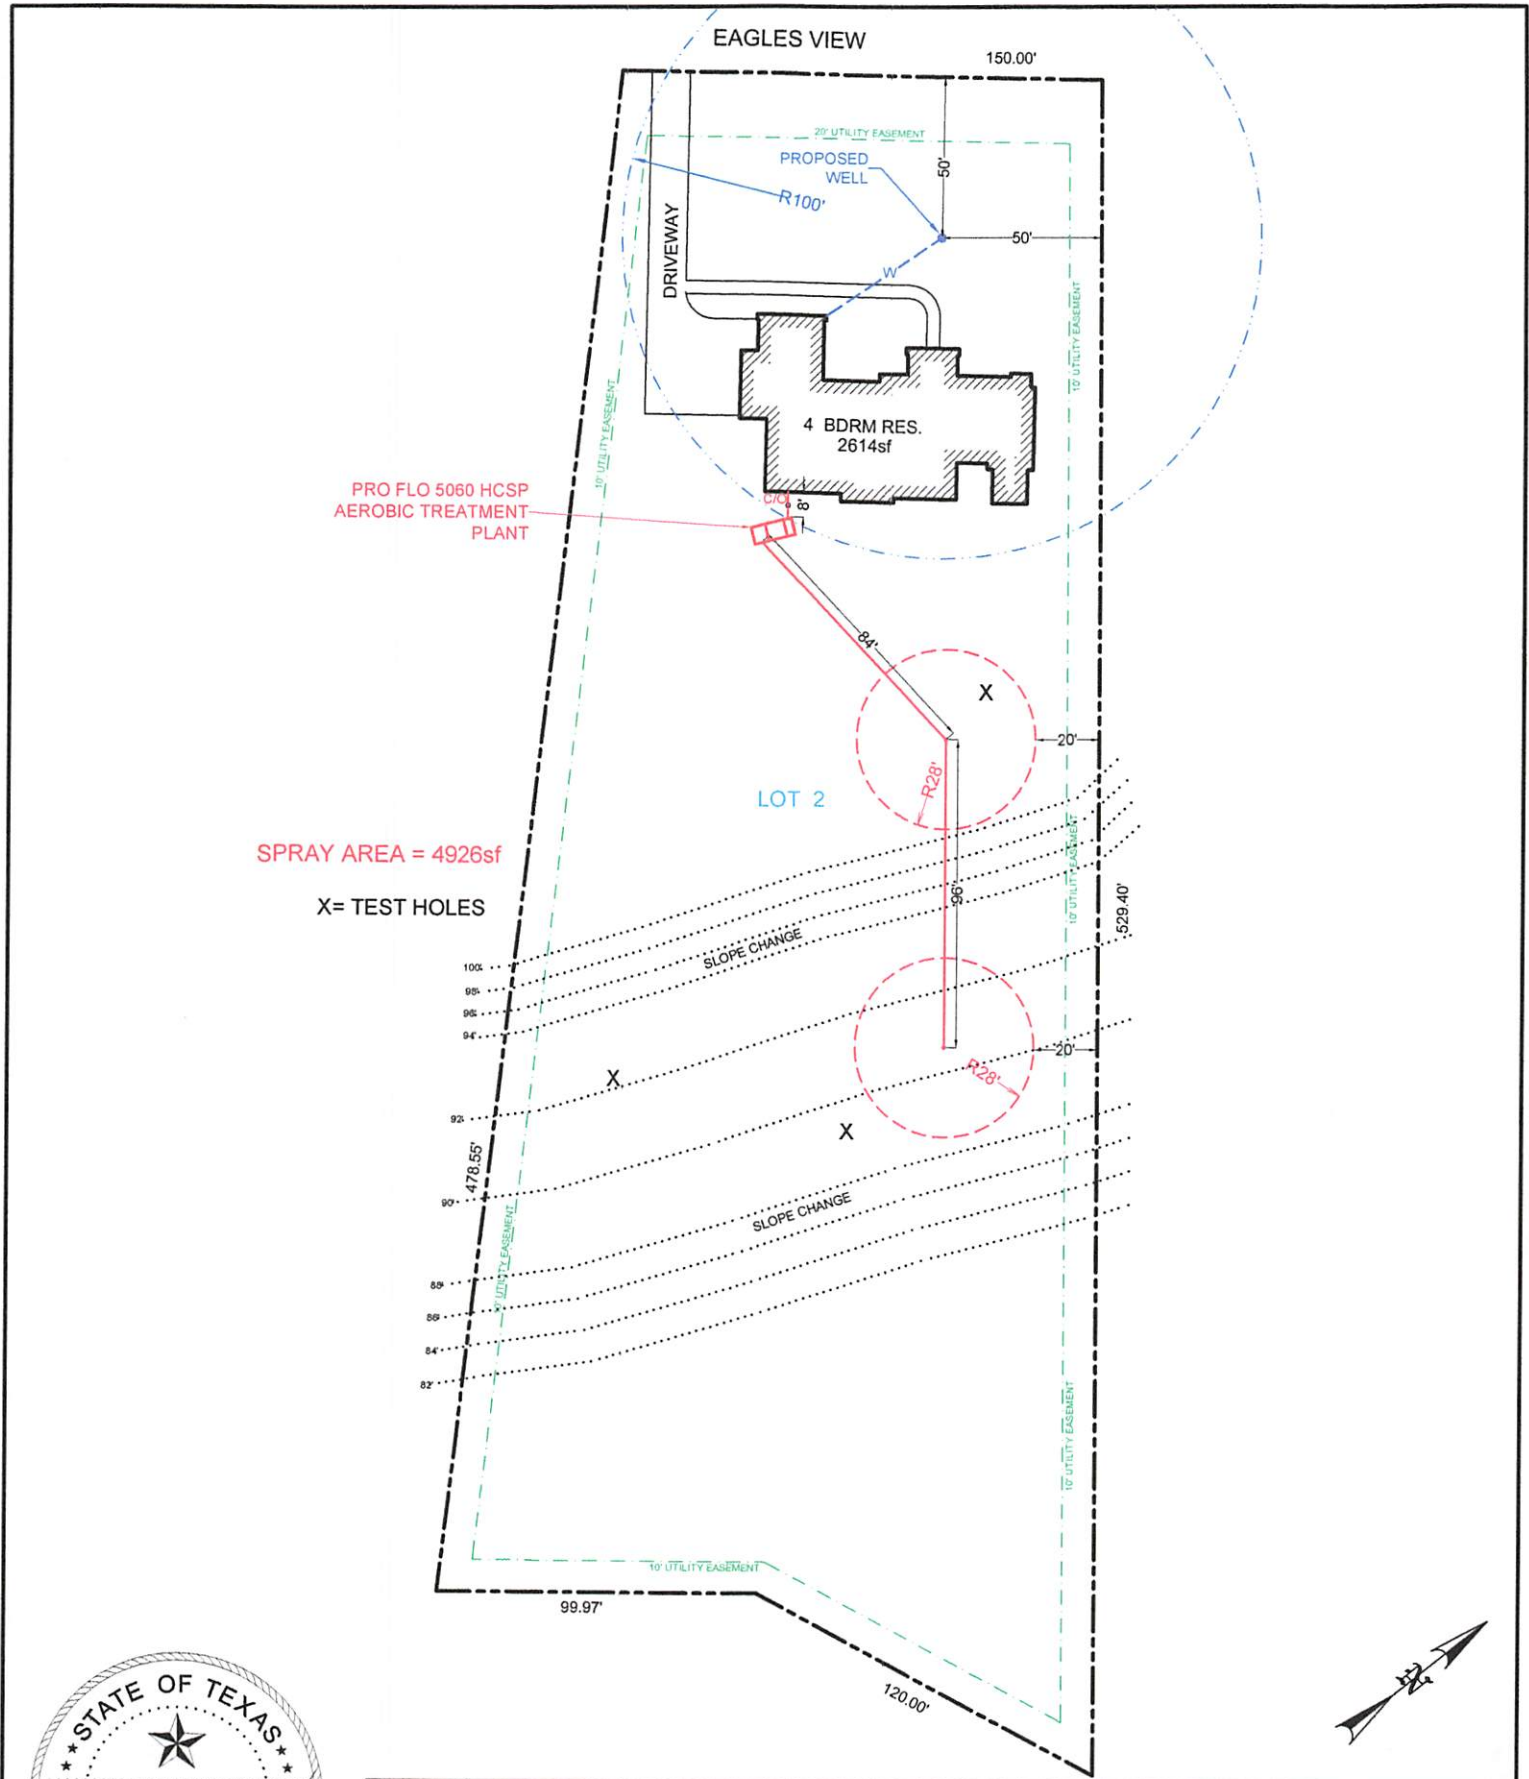 EAGLES VIEW
150.00'
20' UTILITY EASEMENT
PROPOSED
WELL
50'
R100'
DRIVEWAY
50'
W
10' UTILITY EASEMENT
10' UTILITY EASEMENT
4 BDRM RES.
2614sf
PRO FLO 5060 HCSP
AEROBIC TREATMENT
PLANT
C/O
8'
84'
20'
R28'
LOT 2
SPRAY AREA = 4926sf
X= TEST HOLES
X
10' UTILITY EASEMENT
529.40'
96'
SLOPE CHANGE
100'
98'
96'
94'
20'
R28'
X
X
92'
478.55'
90'
SLOPE CHANGE
10' UTILITY EASEMENT
88'
86'
84'
82'
10' UTILITY EASEMENT
10' UTILITY EASEMENT
99.97'
120.00'
N
STATE OF TEXAS